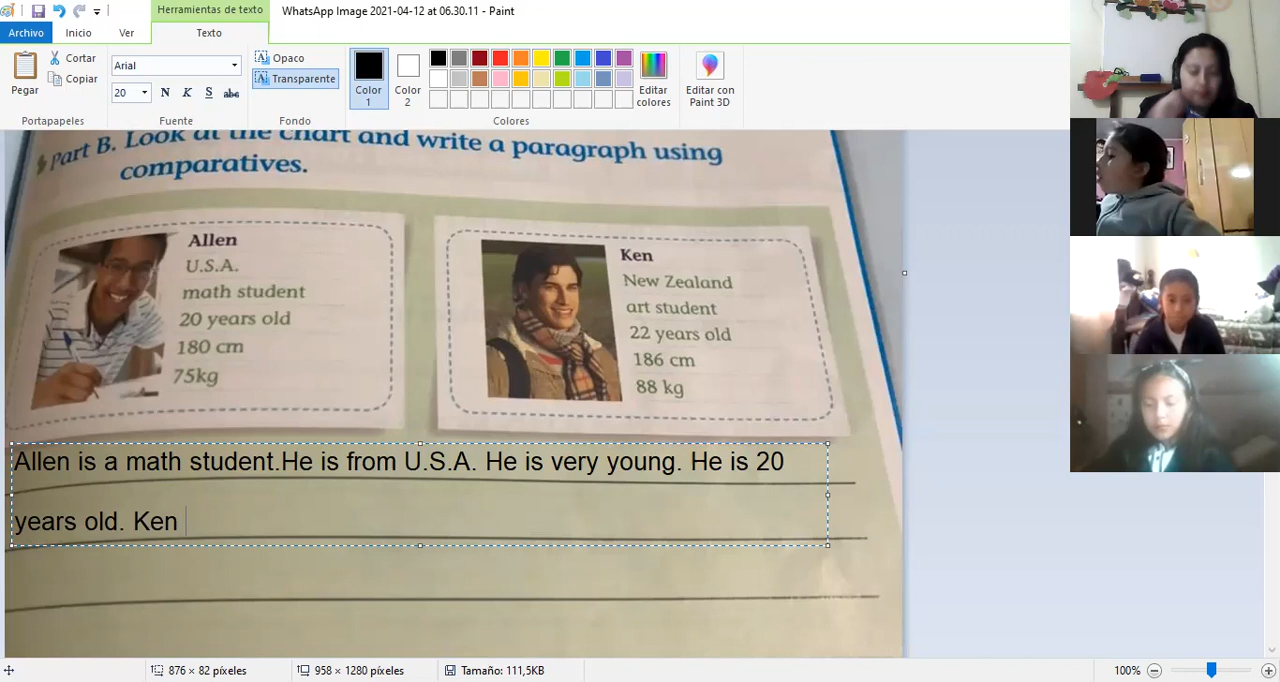 Herramientas de texto
WhatsApp Image 2021-04-12 at 06.30.11 - Paint
Archivo
Inicio
Ver
Texto
Pegar
Cortar
Copiar
Portapapeles
Arial
20
N K S abc
Fuente
Opaco
Transparente
Fondo
Color 1
Color 2
Editar colores
Editar con Paint 3D
Colores
Part B. Look at the chart and write a paragraph using
comparatives.
Allen
U.S.A.
math student
20 years old
180 cm
75kg
Ken
New Zealand
art student
22 years old
186 cm
88 kg
Allen is a math student.He is from U.S.A. He is very young. He is 20
years old. Ken
876 × 82 píxeles
958 × 1280 píxeles
Tamaño: 111,5KB
100%